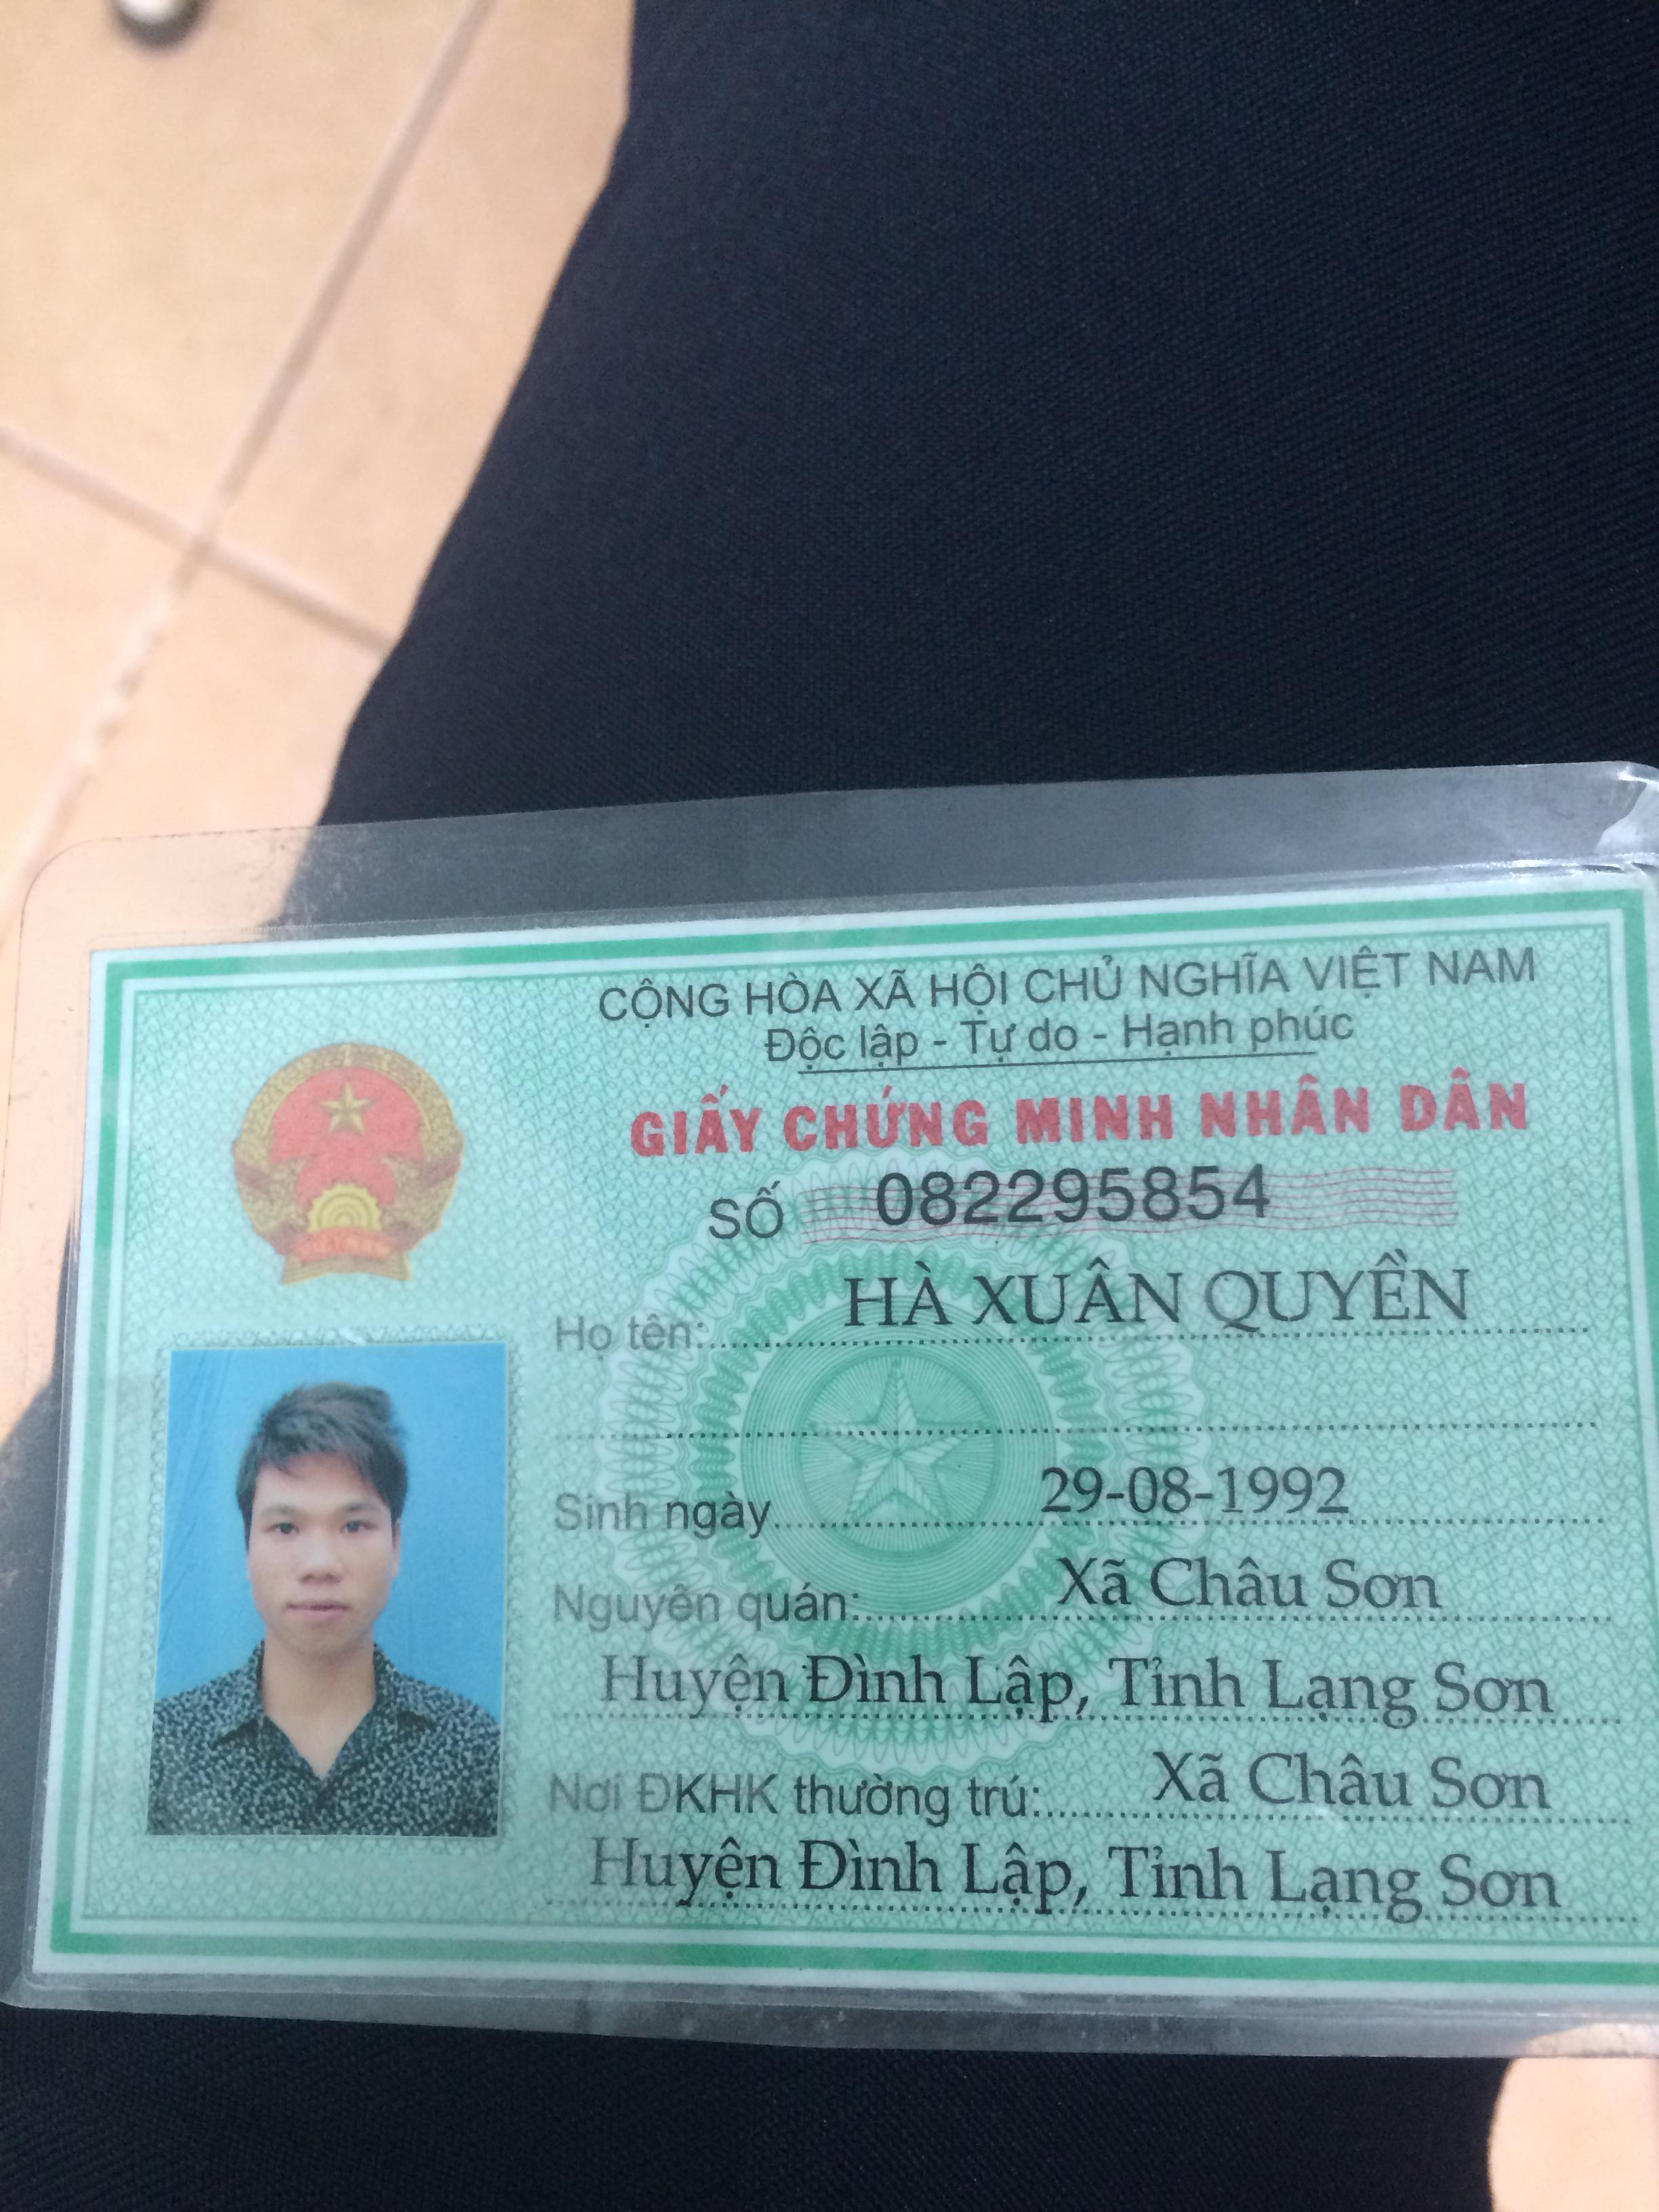 CỘNG HÒA XÃ HỘI CHỦ NGHĨA VIỆT NAM
Độc lập - Tự do - Hạnh phúc
GIẤY CHỨNG MINH NHÂN DÂN
SỐ 082295854
Họ tên: HÀ XUÂN QUYỀN
Sinh ngày 29-08-1992
Nguyên quán: Xã Châu Sơn
Huyện Đình Lập, Tỉnh Lạng Sơn
Nơi ĐKHK thường trú: Xã Châu Sơn
Huyện Đình Lập, Tỉnh Lạng Sơn